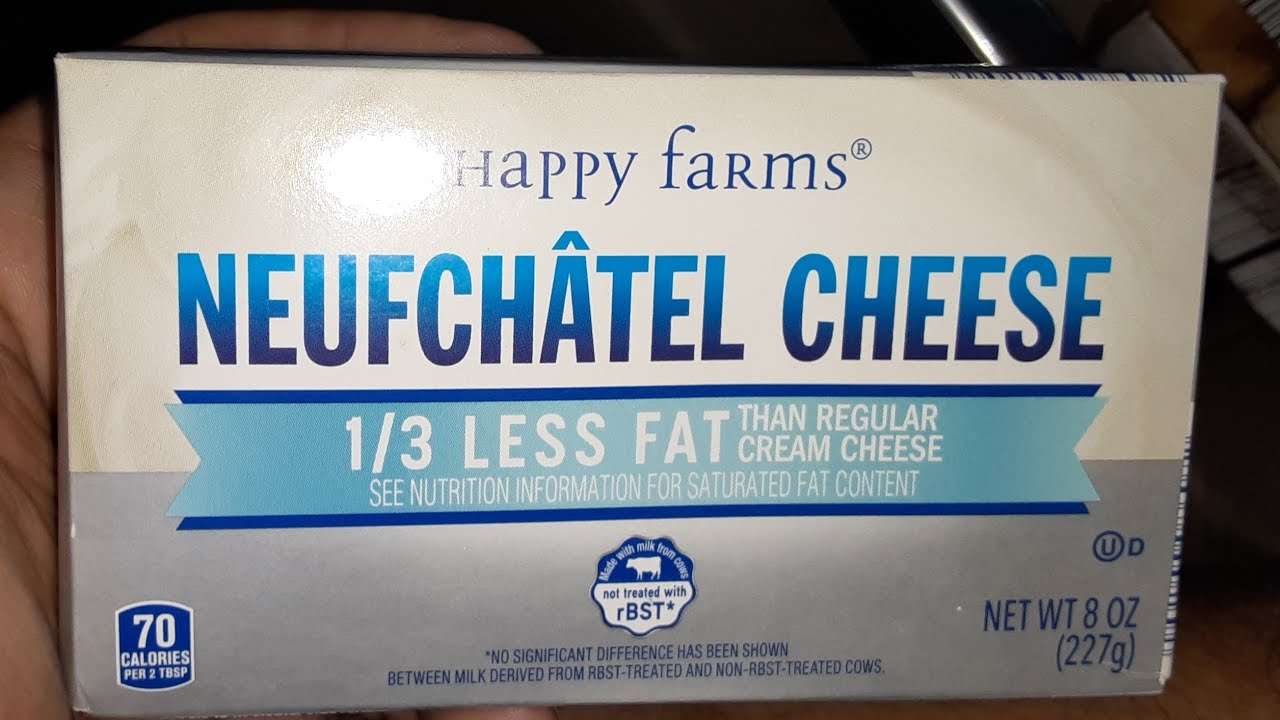 Happy farms®
NEUFCHÂTEL CHEESE
1/3 LESS FAT THAN REGULAR
CREAM CHEESE
SEE NUTRITION INFORMATION FOR SATURATED FAT CONTENT
Made with milk from cows
not treated with
rBST*
U D
70
CALORIES
PER 2 TBSP
NET WT 8 OZ
(227g)
*NO SIGNIFICANT DIFFERENCE HAS BEEN SHOWN
BETWEEN MILK DERIVED FROM RBST-TREATED AND NON-RBST-TREATED COWS.